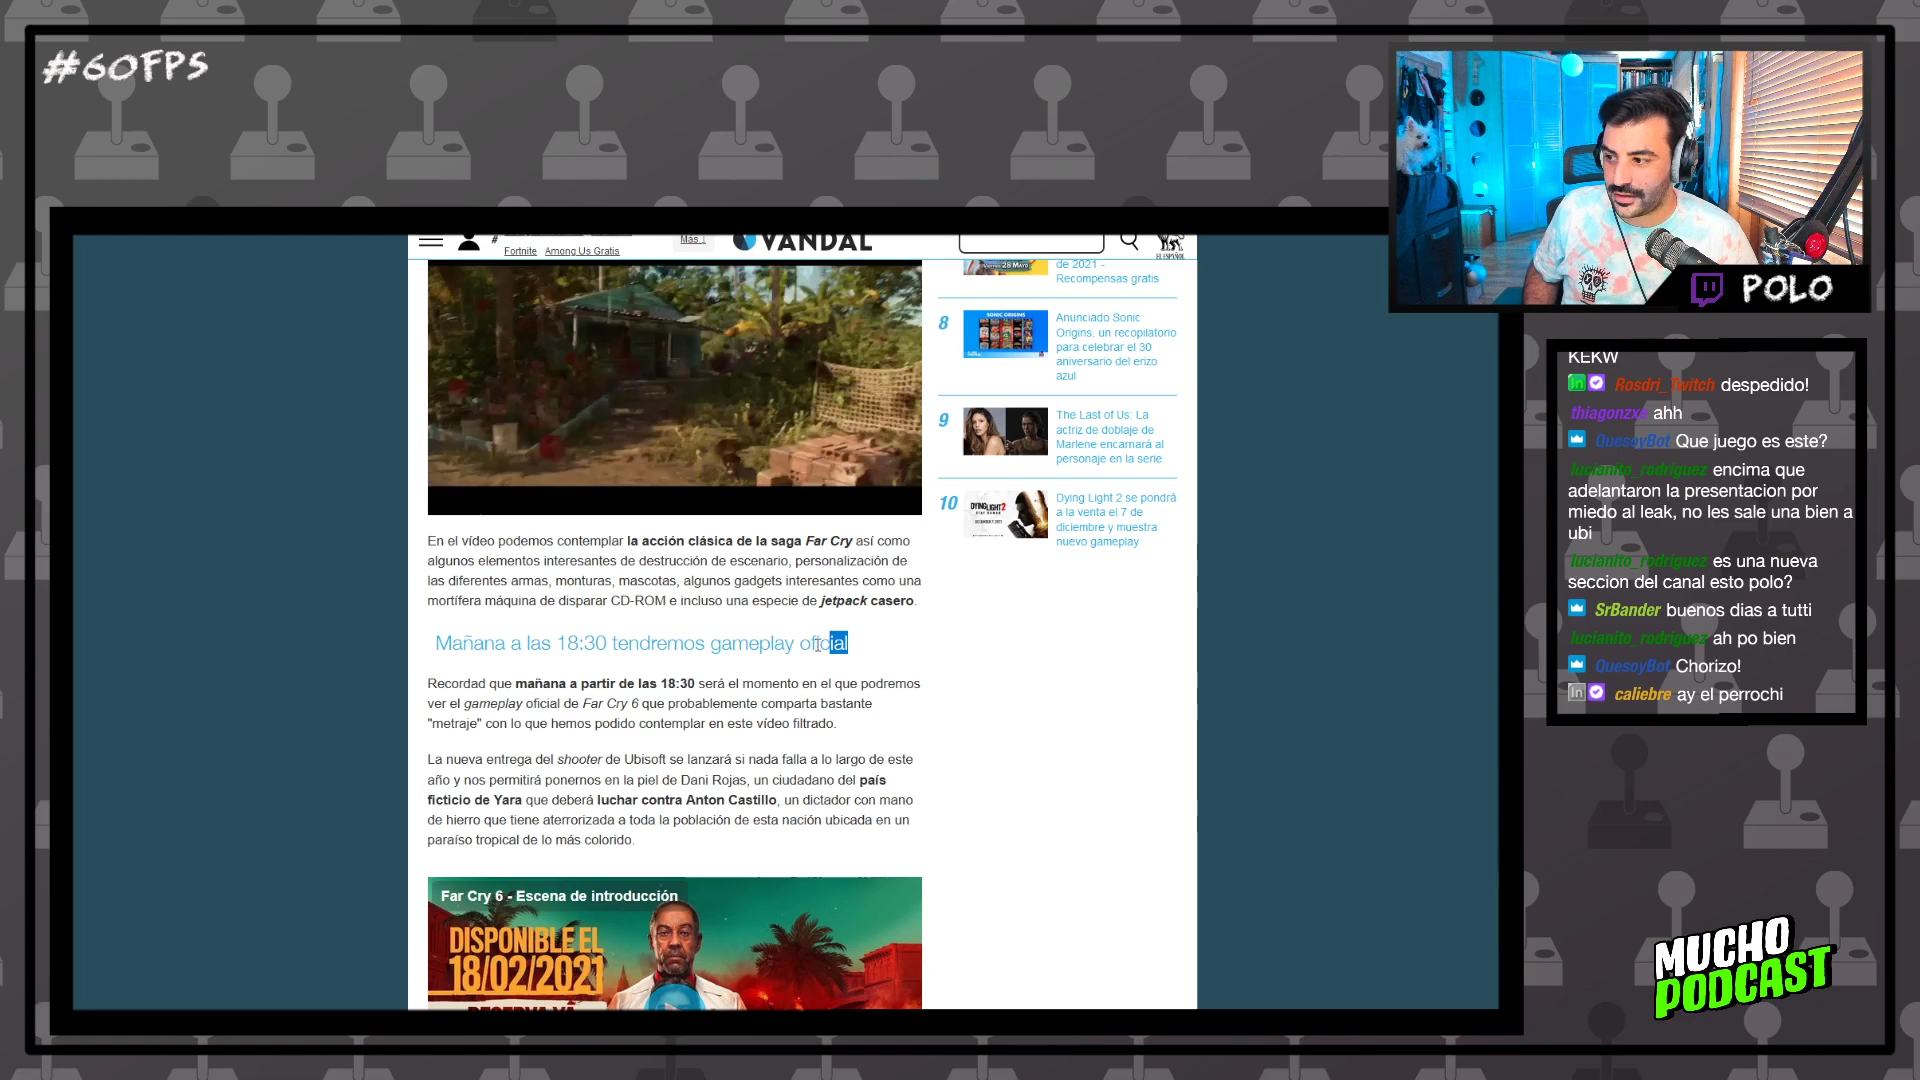 #60FPS
POLO
#
Fortnite Among Us Gratis
Más ↓
VANDAL
EL ESPAÑOL
VIERNES 28 MAYO
de 2021 -
Recompensas gratis
8
SONIC ORIGINS
Anunciado Sonic
Origins, un recopilatorio
para celebrar el 30
aniversario del erizo
azul
9
The Last of Us: La
actriz de doblaje de
Marlene encarnará al
personaje en la serie
10
DYING LIGHT 2
Dying Light 2 se pondrá
a la venta el 7 de
diciembre y muestra
nuevo gameplay
En el vídeo podemos contemplar la acción clásica de la saga Far Cry así como
algunos elementos interesantes de destrucción de escenario, personalización de
las diferentes armas, monturas, mascotas, algunos gadgets interesantes como una
mortífera máquina de disparar CD-ROM e incluso una especie de jetpack casero.
Mañana a las 18:30 tendremos gameplay oficial
Recordad que mañana a partir de las 18:30 será el momento en el que podremos
ver el gameplay oficial de Far Cry 6 que probablemente comparta bastante
"metraje" con lo que hemos podido contemplar en este vídeo filtrado.
La nueva entrega del shooter de Ubisoft se lanzará si nada falla a lo largo de este
año y nos permitirá ponernos en la piel de Dani Rojas, un ciudadano del país
ficticio de Yara que deberá luchar contra Anton Castillo, un dictador con mano
de hierro que tiene aterrorizada a toda la población de esta nación ubicada en un
paraíso tropical de lo más colorido.
Far Cry 6 - Escena de introducción
DISPONIBLE EL
18/02/2021
RESERVA YA
KEKW
Rosdri_Twitch despedido!
thiagonzxs ahh
QuesoyBot Que juego es este?
lucianito_rodriguez encima que
adelantaron la presentacion por
miedo al leak, no les sale una bien a
ubi
lucianito_rodriguez es una nueva
seccion del canal esto polo?
SrBander buenos dias a tutti
lucianito_rodriguez ah po bien
QuesoyBot Chorizo!
caliebre ay el perrochi
MUCHO
PODCAST